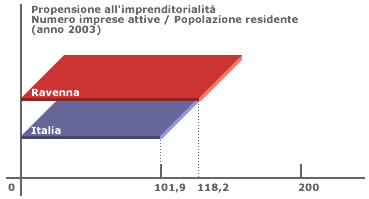 Propensione all'imprenditorialità
Numero imprese attive / Popolazione residente
(anno 2003)
Ravenna
Italia
0 101,9 118,2 200